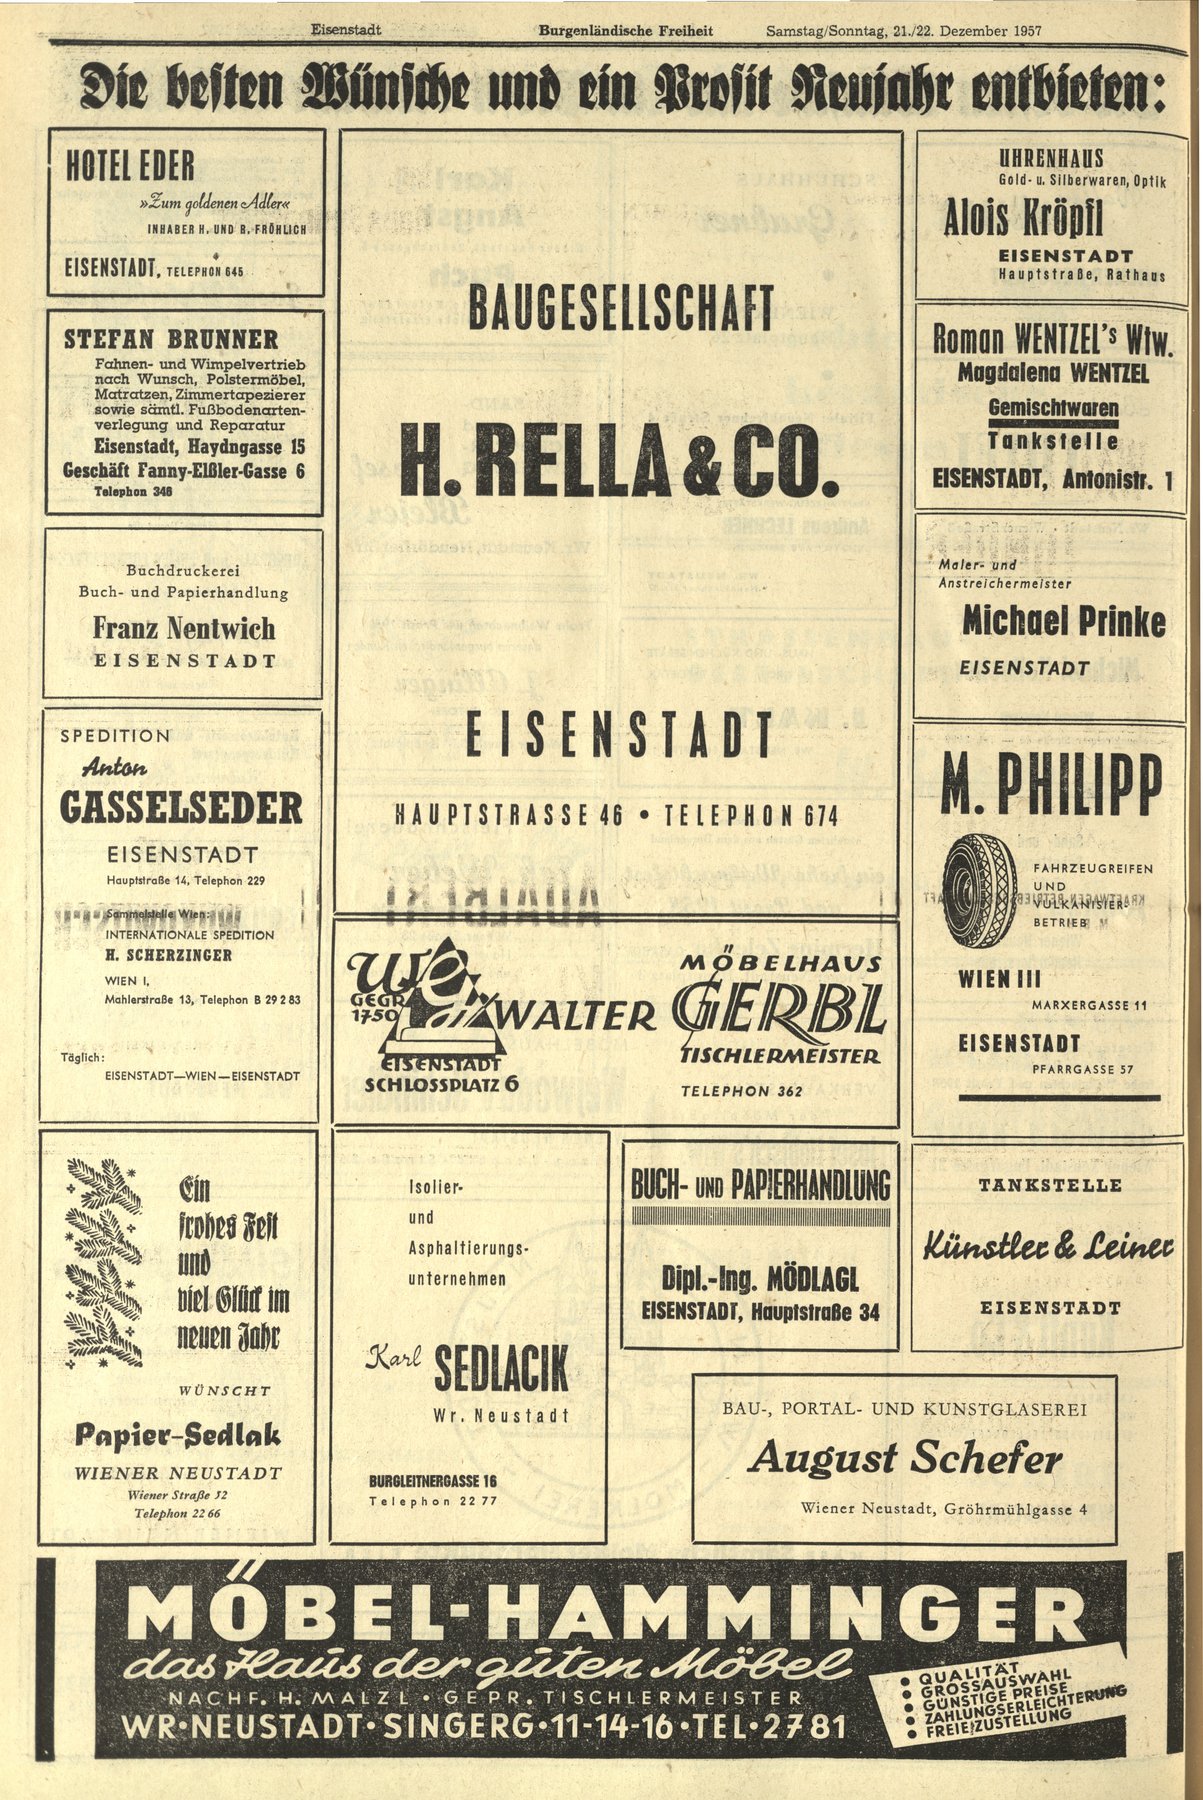 Eisenstadt
Burgenländische Freiheit
Samstag/Sonntag, 21./22. Dezember 1957
Die besten Wünsche und ein Prosit Neujahr entbieten:
HOTEL EDER
»Zum goldenen Adler«
INHABER H. UND B. FRÖHLICH
EISENSTADT, TELEPHON 645
STEFAN BRUNNER
Fahnen- und Wimpelvertrieb
nach Wunsch, Polstermöbel,
Matratzen, Zimmertapezierer
sowie sämtl. Fußbodenarten-
verlegung und Reparatur
Eisenstadt, Haydngasse 15
Geschäft Fanny-Elßler-Gasse 6
Telephon 346
Buchdruckerei
Buch- und Papierhandlung
Franz Nentwich
EISENSTADT
SPEDITION
Anton
GASSELSEDER
EISENSTADT
Hauptstraße 14, Telephon 229
Sammelstelle Wien:
INTERNATIONALE SPEDITION
H. SCHERZINGER
WIEN I,
Mahlerstraße 13, Telephon B 29 2 83
Täglich:
EISENSTADT—WIEN—EISENSTADT
BAUGESELLSCHAFT
H. RELLA & CO.
EISENSTADT
HAUPTSTRASSE 46 • TELEPHON 674
UHRENHAUS
Gold- u. Silberwaren, Optik
Alois Kröpfl
EISENSTADT
Hauptstraße, Rathaus
Roman WENTZEL's Wtw.
Magdalena WENTZEL
Gemischtwaren
Tankstelle
EISENSTADT, Antonistr. 1
Maler- und
Anstreichermeister
Michael Prinke
EISENSTADT
M. PHILIPP
FAHRZEUGREIFEN
UND
VULKANISIER-
BETRIEB
WIEN III
MARXERGASSE 11
EISENSTADT
PFARRGASSE 57
WG
GEGR
1750
EISENSTADT
SCHLOSSPLATZ 6
WALTER
MÖBELHAUS
GERBL
TISCHLERMEISTER
TELEPHON 362
Ein
frohes Fest
und
viel Glück im
neuen Jahr
WÜNSCHT
Papier-Sedlak
WIENER NEUSTADT
Wiener Straße 32
Telephon 22 66
Isolier-
und
Asphaltierungs-
unternehmen
Karl SEDLACIK
Wr. Neustadt
BURGLEITNERGASSE 16
Telephon 22 77
BUCH- UND PAPIERHANDLUNG
Dipl.-Ing. MÖDLAGL
EISENSTADT, Hauptstraße 34
TANKSTELLE
Künstler & Leiner
EISENSTADT
BAU-, PORTAL- UND KUNSTGLASEREI
August Schefer
Wiener Neustadt, Gröhrmühlgasse 4
MÖBEL-HAMMINGER
das Haus der guten Möbel
NACHF. H. MALZL • GEPR. TISCHLERMEISTER
WR•NEUSTADT•SINGERG•11-14-16•TEL•2781
• QUALITÄT
• GROSSAUSWAHL
• GÜNSTIGE PREISE
• ZAHLUNGSERLEICHTERUNG
• FREIE ZUSTELLUNG